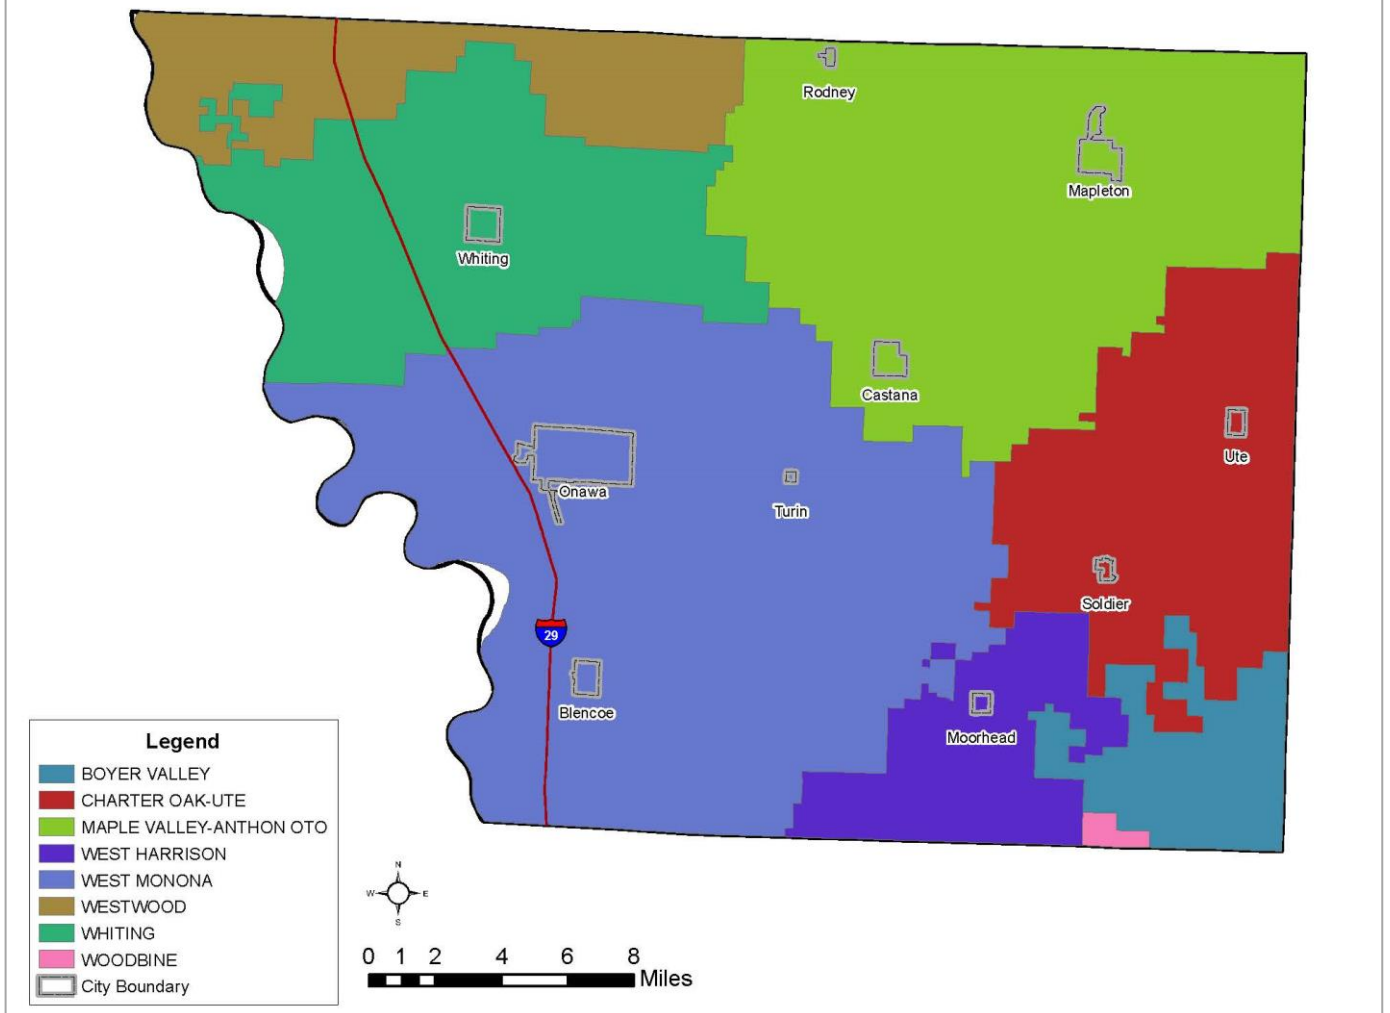 Rodney
Mapleton
Whiting
Castana
Ute
Onawa
Turin
Soldier
29
Blencoe
Moorhead
Legend
BOYER VALLEY
CHARTER OAK-UTE
MAPLE VALLEY-ANTHON OTO
WEST HARRISON
WEST MONONA
WESTWOOD
WHITING
WOODBINE
City Boundary
N
W E
S
0 1 2 4 6 8
Miles